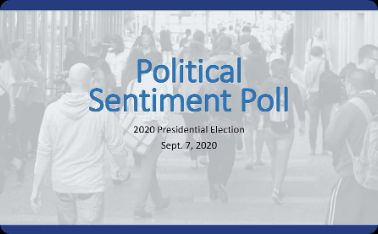 Political
Sentiment Poll
2020 Presidential Election
Sept. 7, 2020